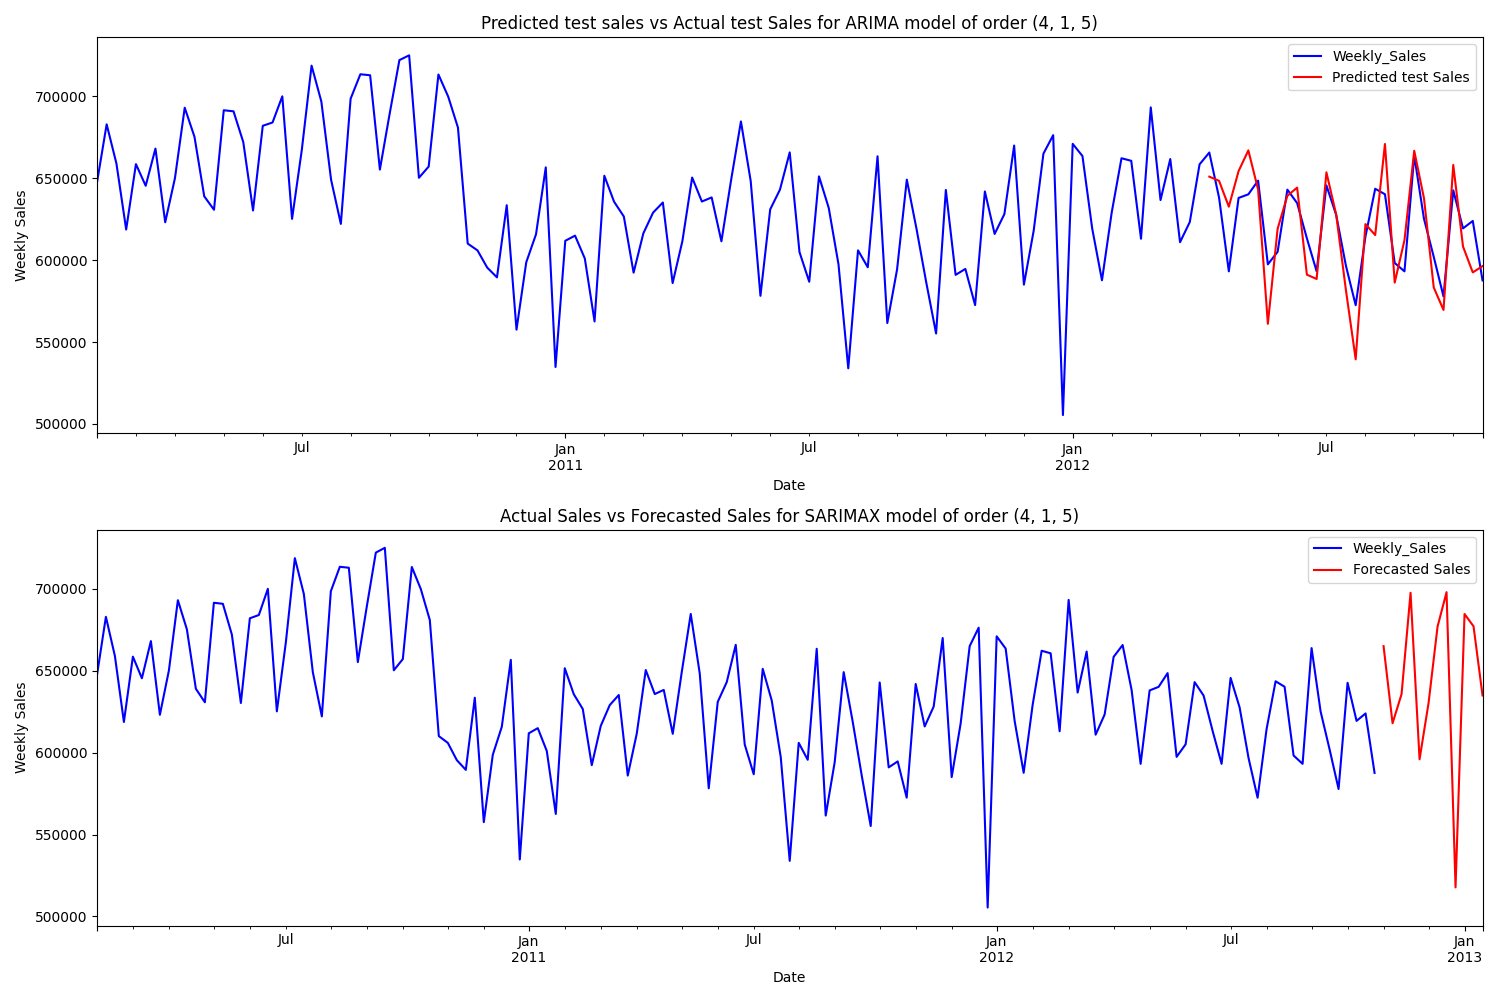 Predicted test sales vs Actual test Sales for ARIMA model of order (4, 1, 5)
Weekly_Sales
Predicted test Sales
700000
650000
600000
550000
500000
Weekly Sales
Jul
Jan
2011
Jul
Jan
2012
Jul
Date
Actual Sales vs Forecasted Sales for SARIMAX model of order (4, 1, 5)
Weekly_Sales
Forecasted Sales
700000
650000
600000
550000
500000
Weekly Sales
Jul
Jan
2011
Jul
Jan
2012
Jul
Jan
2013
Date